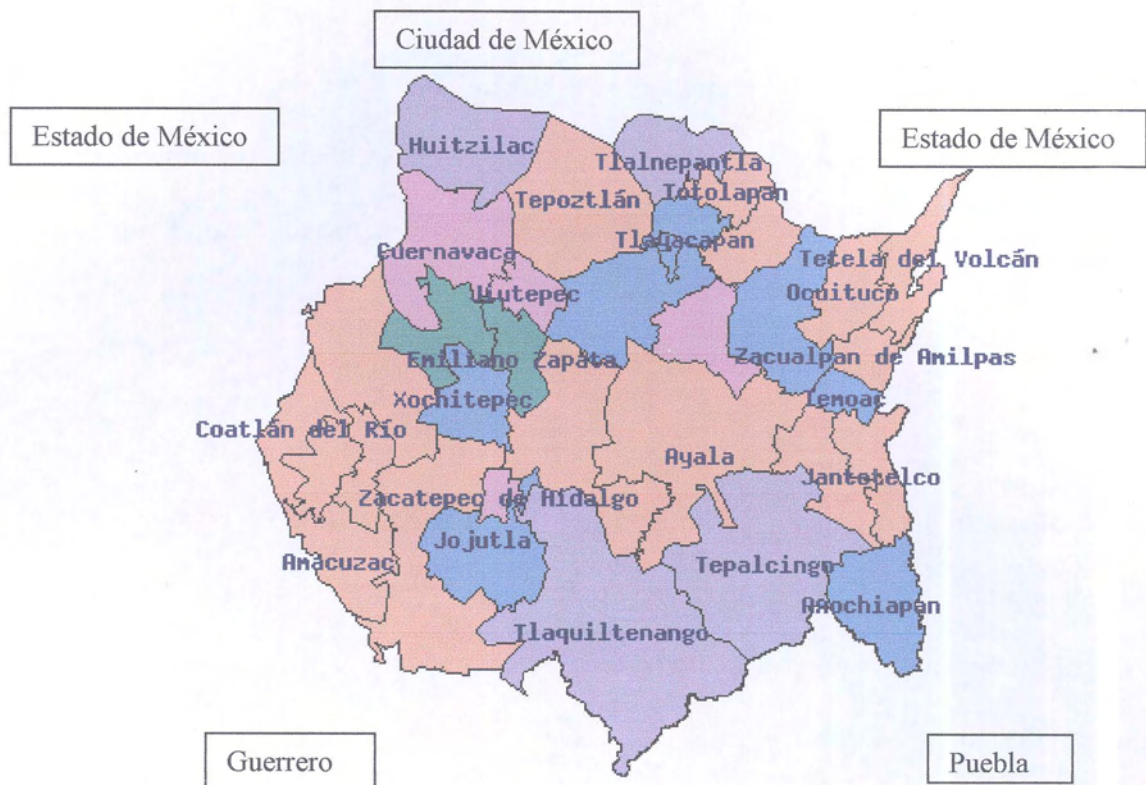 Ciudad de México
Estado de México
Estado de México
Huitzilac
Tlalnepantla
Totolapan
Tepoztlán
Tlayacapan
Cuernavaca
Tetela del Volcán
Jiutepec
Ocuituco
Emiliano Zapata
Zacualpan de Amilpas
Xochitepec
Temoac
Coatlán del Río
Ayala
Jantetelco
Zacatepec de Hidalgo
Jojutla
Amacuzac
Tepalcingo
Axochiapan
Tlaquiltenango
Guerrero
Puebla